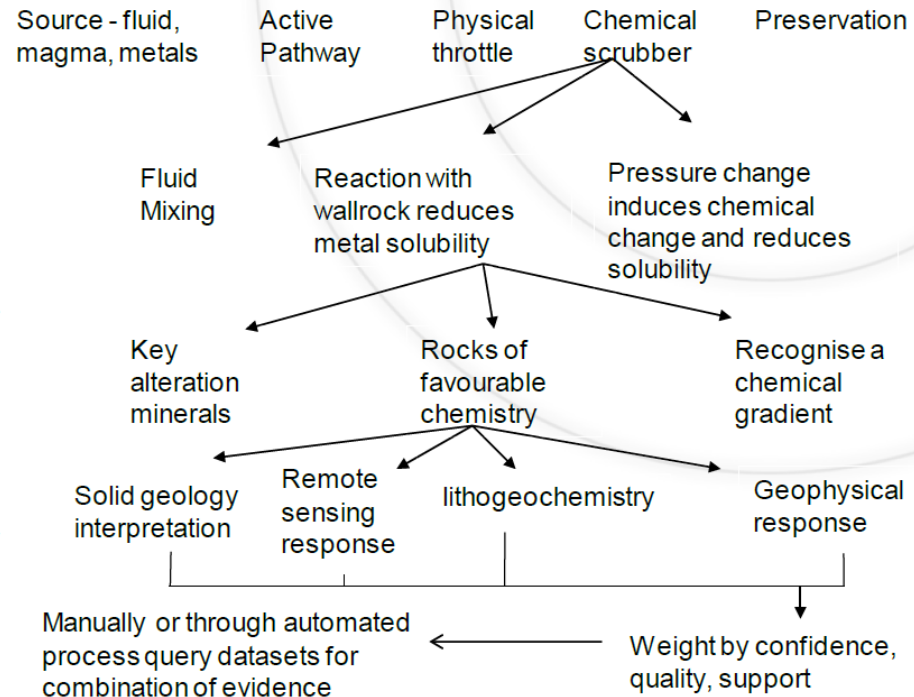 Source - fluid,
magma, metals
Active
Pathway
Physical
throttle
Chemical
scrubber
Preservation
Fluid
Mixing
Reaction with
wallrock reduces
metal solubility
Pressure change
induces chemical
change and reduces
solubility
Key
alteration
minerals
Rocks of
favourable
chemistry
Recognise a
chemical
gradient
Solid geology
interpretation
Remote
sensing
response
lithogeochemistry
Geophysical
response
Manually or through automated
process query datasets for
combination of evidence
Weight by confidence,
quality, support